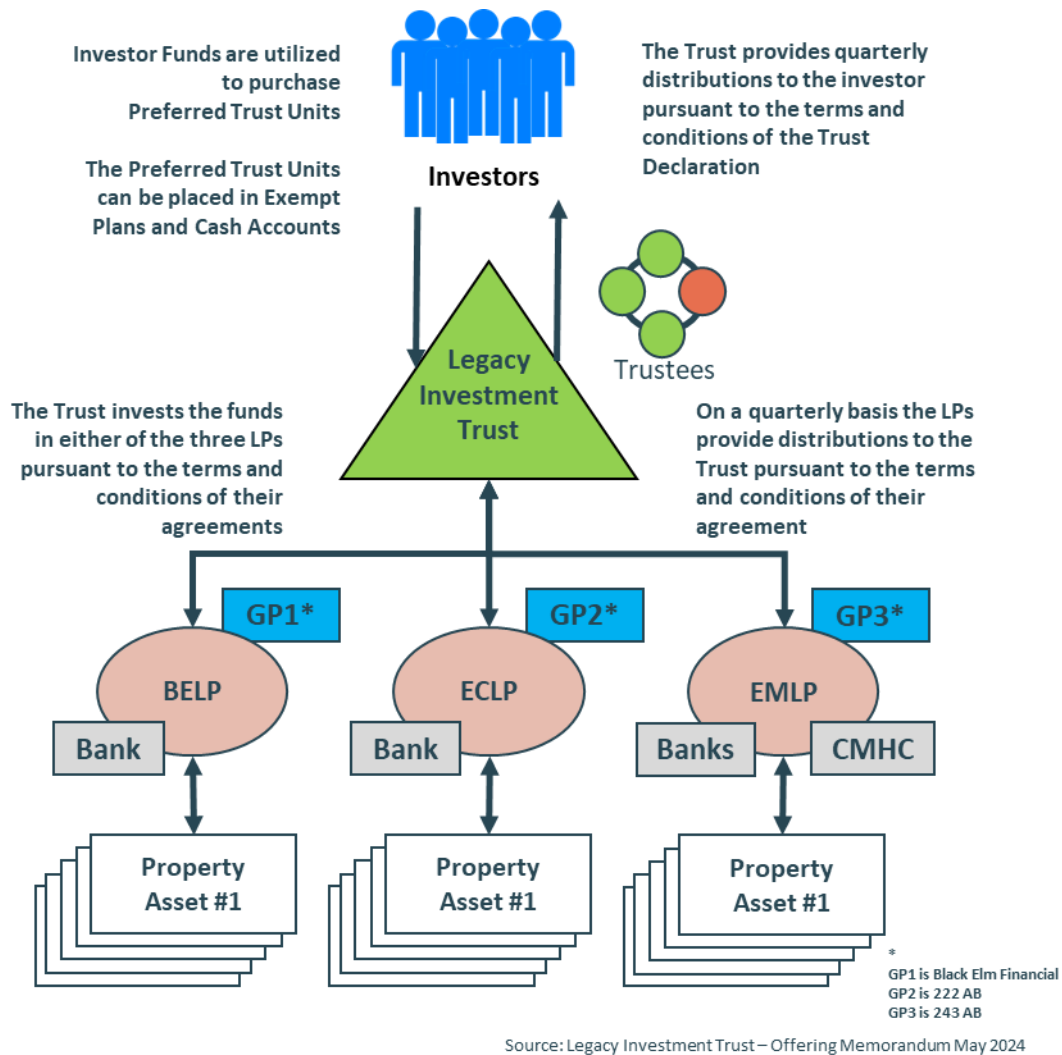 Investor Funds are utilized
to purchase
Preferred Trust Units
The Preferred Trust Units
can be placed in Exempt
Plans and Cash Accounts
Investors
The Trust provides quarterly
distributions to the investor
pursuant to the terms and
conditions of the Trust
Declaration
Trustees
Legacy
Investment
Trust
The Trust invests the funds
in either of the three LPs
pursuant to the terms and
conditions of their
agreements
On a quarterly basis the LPs
provide distributions to the
Trust pursuant to the terms
and conditions of their
agreement
GP1*
BELP
Bank
GP2*
ECLP
Bank
GP3*
EMLP
Banks
CMHC
Property
Asset #1
Property
Asset #1
Property
Asset #1
*
GP1 is Black Elm Financial
GP2 is 222 AB
GP3 is 243 AB
Source: Legacy Investment Trust – Offering Memorandum May 2024